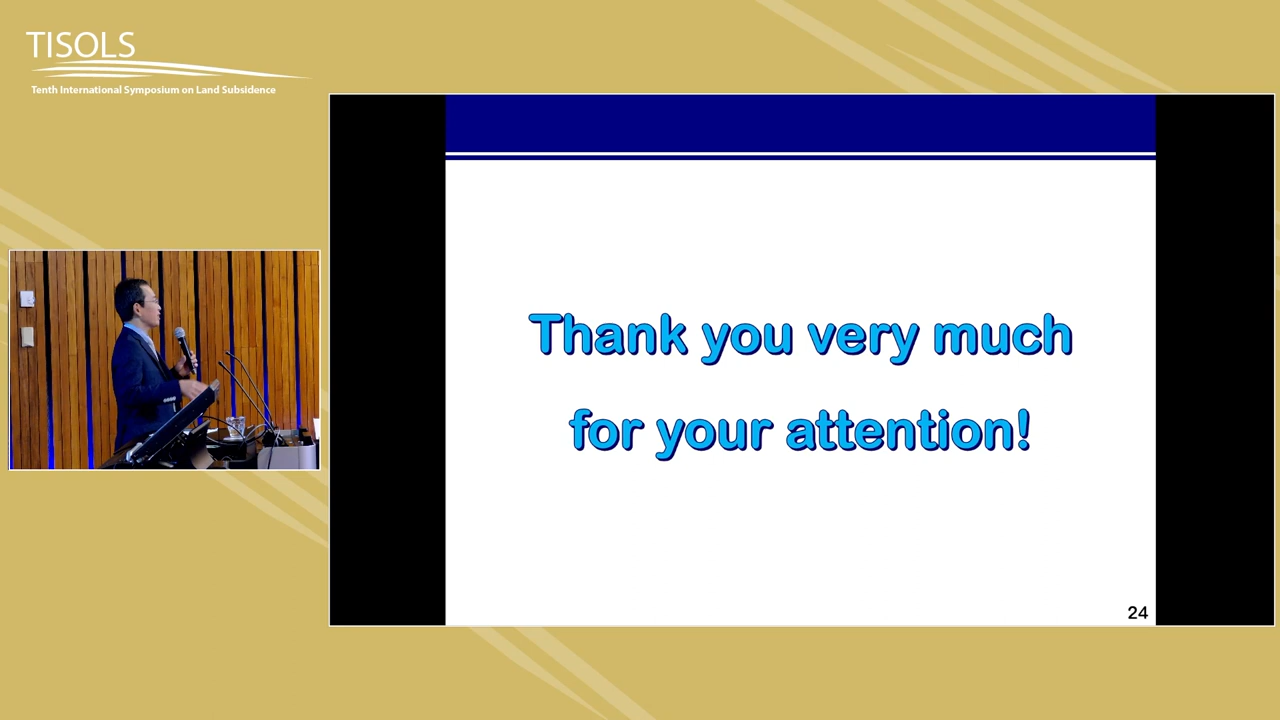 TISOLS
Tenth International Symposium on Land Subsidence
Thank you very much
for your attention!
24